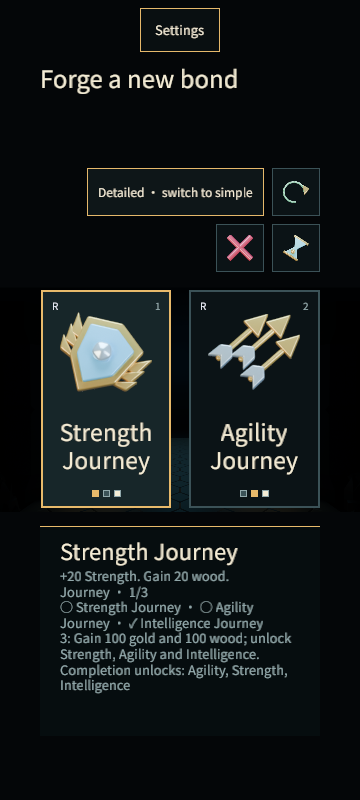 Settings
Forge a new bond
Detailed • switch to simple
R 1
Strength
Journey
R 2
Agility
Journey
Strength Journey
+20 Strength. Gain 20 wood.
Journey • 1/3
○ Strength Journey • ○ Agility
Journey • ✓ Intelligence Journey
3: Gain 100 gold and 100 wood; unlock
Strength, Agility and Intelligence.
Completion unlocks: Agility, Strength,
Intelligence